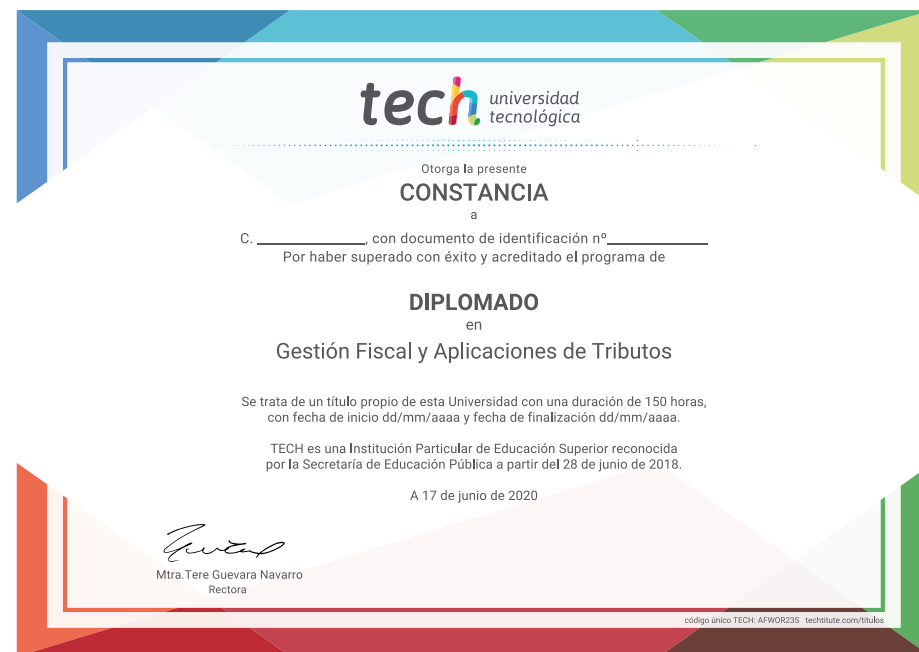 tech universidad
tecnológica
Otorga la presente
CONSTANCIA
a
C. ____________, con documento de identificación nº____________
Por haber superado con éxito y acreditado el programa de
DIPLOMADO
en
Gestión Fiscal y Aplicaciones de Tributos
Se trata de un título propio de esta Universidad con una duración de 150 horas,
con fecha de inicio dd/mm/aaaa y fecha de finalización dd/mm/aaaa.
TECH es una Institución Particular de Educación Superior reconocida
por la Secretaría de Educación Pública a partir del 28 de junio de 2018.
A 17 de junio de 2020
Mtra.Tere Guevara Navarro
Rectora
código único TECH: AFWOR23S techtitute.com/titulos